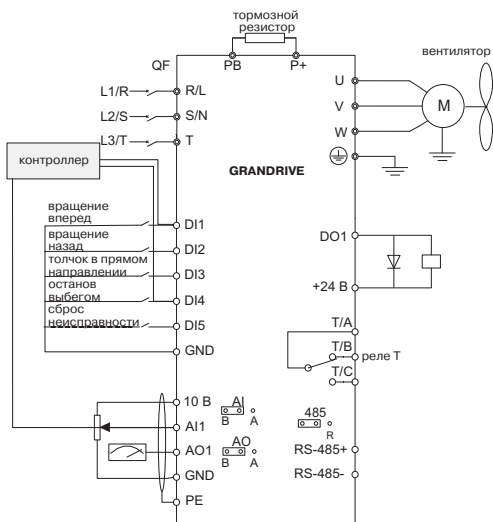 тормозной
резистор
QF
PB
P+
вентилятор
L1/R
R/L
U
L2/S
S/N
V
M
L3/T
T
W
контроллер
GRANDRIVE
вращение
вперед
DI1
вращение
назад
DI2
толчок в прямом
направлении
DI3
останов
выбегом
DI4
сброс
неисправности
DI5
GND
DO1
+24 В
T/A
T/B
реле T
T/C
10 В
AI
В
A
AI1
485
R
AO1
AO
В
A
RS-485+
GND
RS-485-
PE